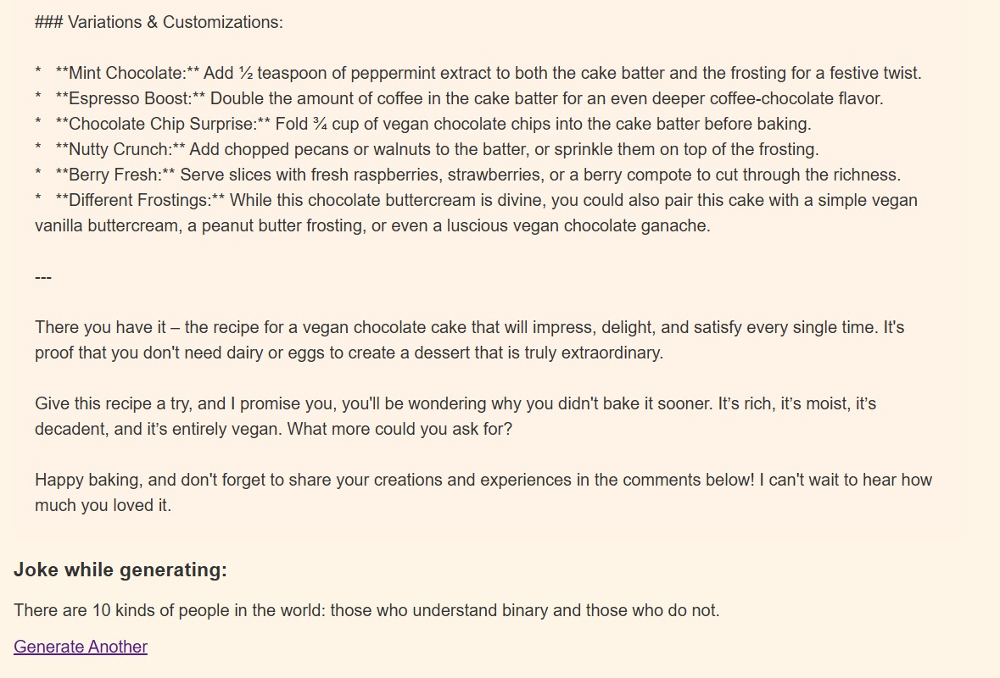 ### Variations & Customizations:
*   **Mint Chocolate:** Add ½ teaspoon of peppermint extract to both the cake batter and the frosting for a festive twist.
*   **Espresso Boost:** Double the amount of coffee in the cake batter for an even deeper coffee-chocolate flavor.
*   **Chocolate Chip Surprise:** Fold ¾ cup of vegan chocolate chips into the cake batter before baking.
*   **Nutty Crunch:** Add chopped pecans or walnuts to the batter, or sprinkle them on top of the frosting.
*   **Berry Fresh:** Serve slices with fresh raspberries, strawberries, or a berry compote to cut through the richness.
*   **Different Frostings:** While this chocolate buttercream is divine, you could also pair this cake with a simple vegan
vanilla buttercream, a peanut butter frosting, or even a luscious vegan chocolate ganache.
---
There you have it – the recipe for a vegan chocolate cake that will impress, delight, and satisfy every single time. It's
proof that you don't need dairy or eggs to create a dessert that is truly extraordinary.
Give this recipe a try, and I promise you, you'll be wondering why you didn't bake it sooner. It’s rich, it’s moist, it’s
decadent, and it’s entirely vegan. What more could you ask for?
Happy baking, and don't forget to share your creations and experiences in the comments below! I can't wait to hear how
much you loved it.
Joke while generating:
There are 10 kinds of people in the world: those who understand binary and those who do not.
Generate Another